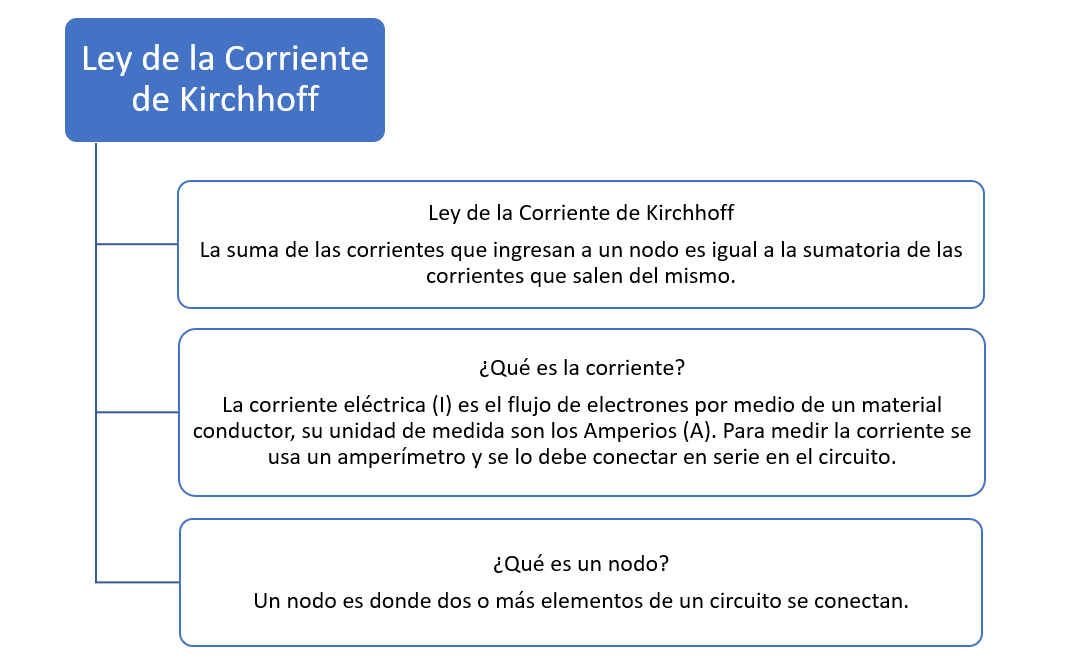 Ley de la Corriente
de Kirchhoff
Ley de la Corriente de Kirchhoff
La suma de las corrientes que ingresan a un nodo es igual a la sumatoria de las
corrientes que salen del mismo.
¿Qué es la corriente?
La corriente eléctrica (I) es el flujo de electrones por medio de un material
conductor, su unidad de medida son los Amperios (A). Para medir la corriente se
usa un amperímetro y se lo debe conectar en serie en el circuito.
¿Qué es un nodo?
Un nodo es donde dos o más elementos de un circuito se conectan.